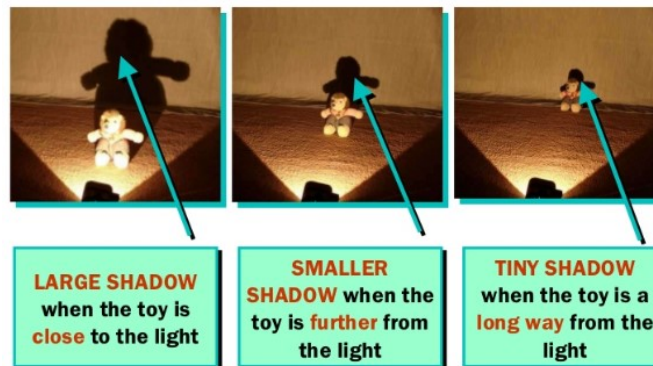 LARGE SHADOW
when the toy is
close to the light
SMALLER
SHADOW when the
toy is further from
the light
TINY SHADOW
when the toy is a
long way from the
light